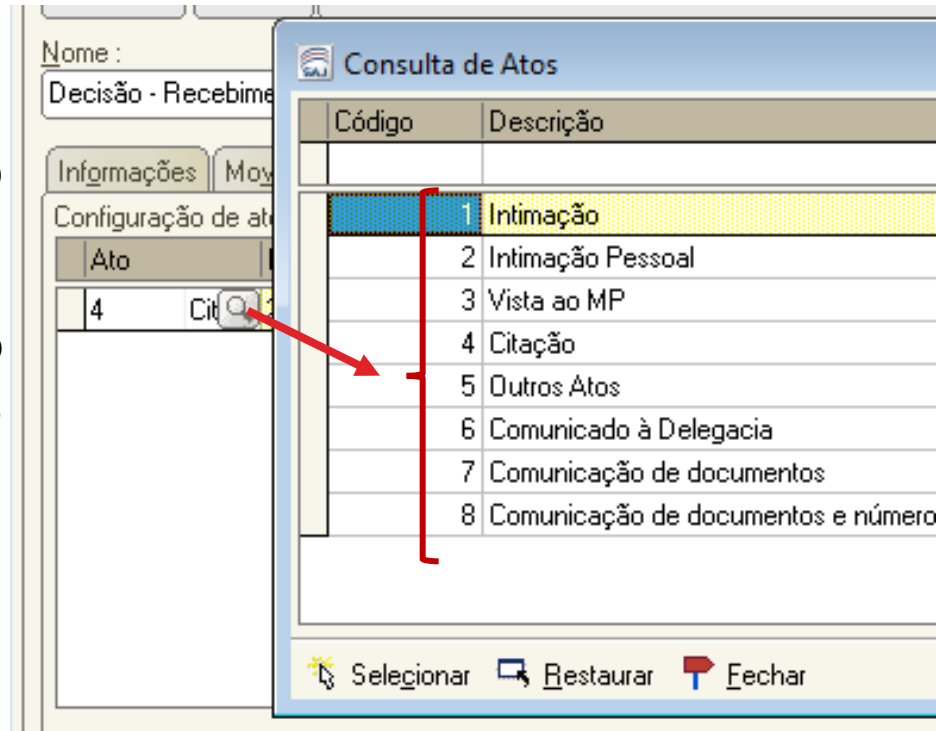 Nome :
Decisão - Recebime
Informações Mov
Configuração de at
Ato
4 Cit
SAJ Consulta de Atos
Código Descrição
1 Intimação
2 Intimação Pessoal
3 Vista ao MP
4 Citação
5 Outros Atos
6 Comunicado à Delegacia
7 Comunicação de documentos
8 Comunicação de documentos e número
Selecionar Restaurar Fechar